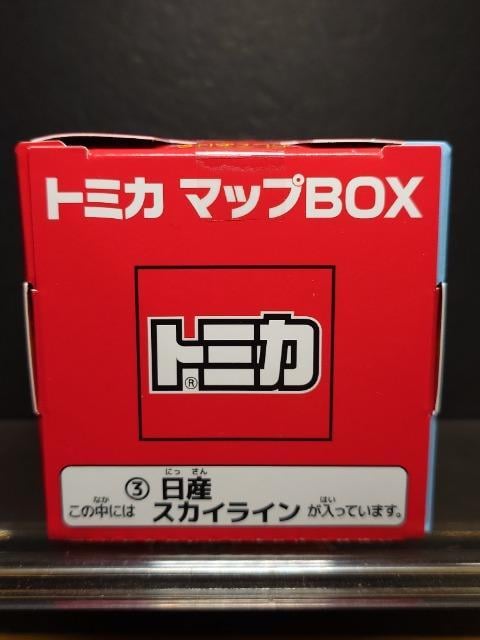 トミカ マップBOX
トミカ®
にっ さん
③ 日産
なか はい
この中には スカイライン が入っています。